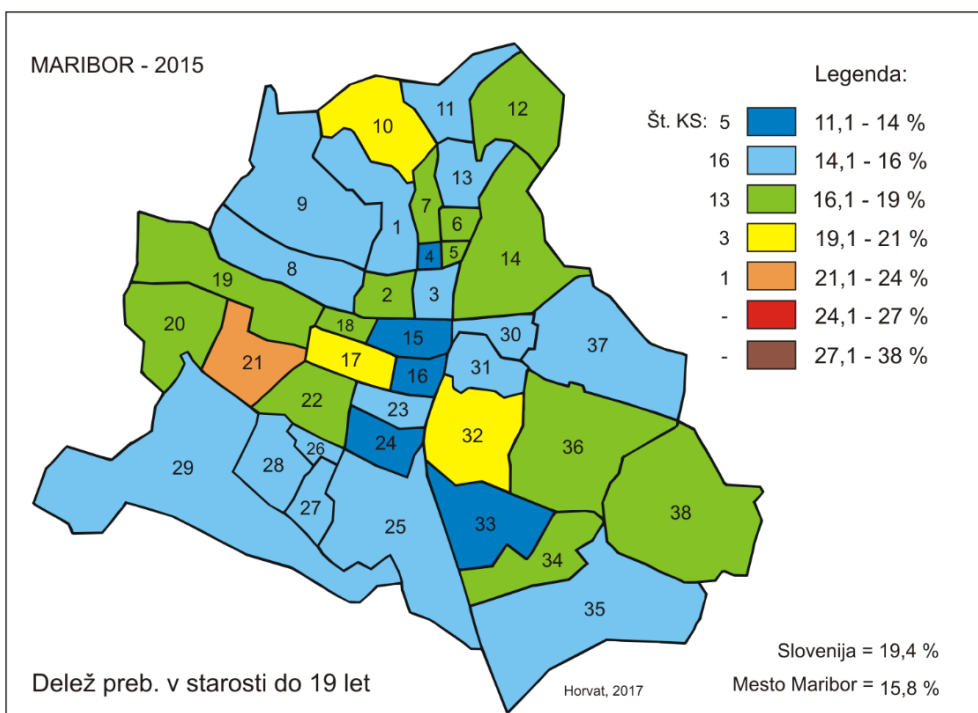 MARIBOR - 2015
Legenda:
Št. KS: 5 11,1 - 14 %
16 14,1 - 16 %
13 16,1 - 19 %
3 19,1 - 21 %
1 21,1 - 24 %
- 24,1 - 27 %
- 27,1 - 38 %
11
12
10
13
9
7
6
1
4
5
14
8
2
3
19
18
15
30
37
20
21
17
16
31
22
23
32
36
24
26
29
28
27
25
33
38
34
35
Slovenija = 19,4 %
Mesto Maribor = 15,8 %
Delež preb. v starosti do 19 let
Horvat, 2017